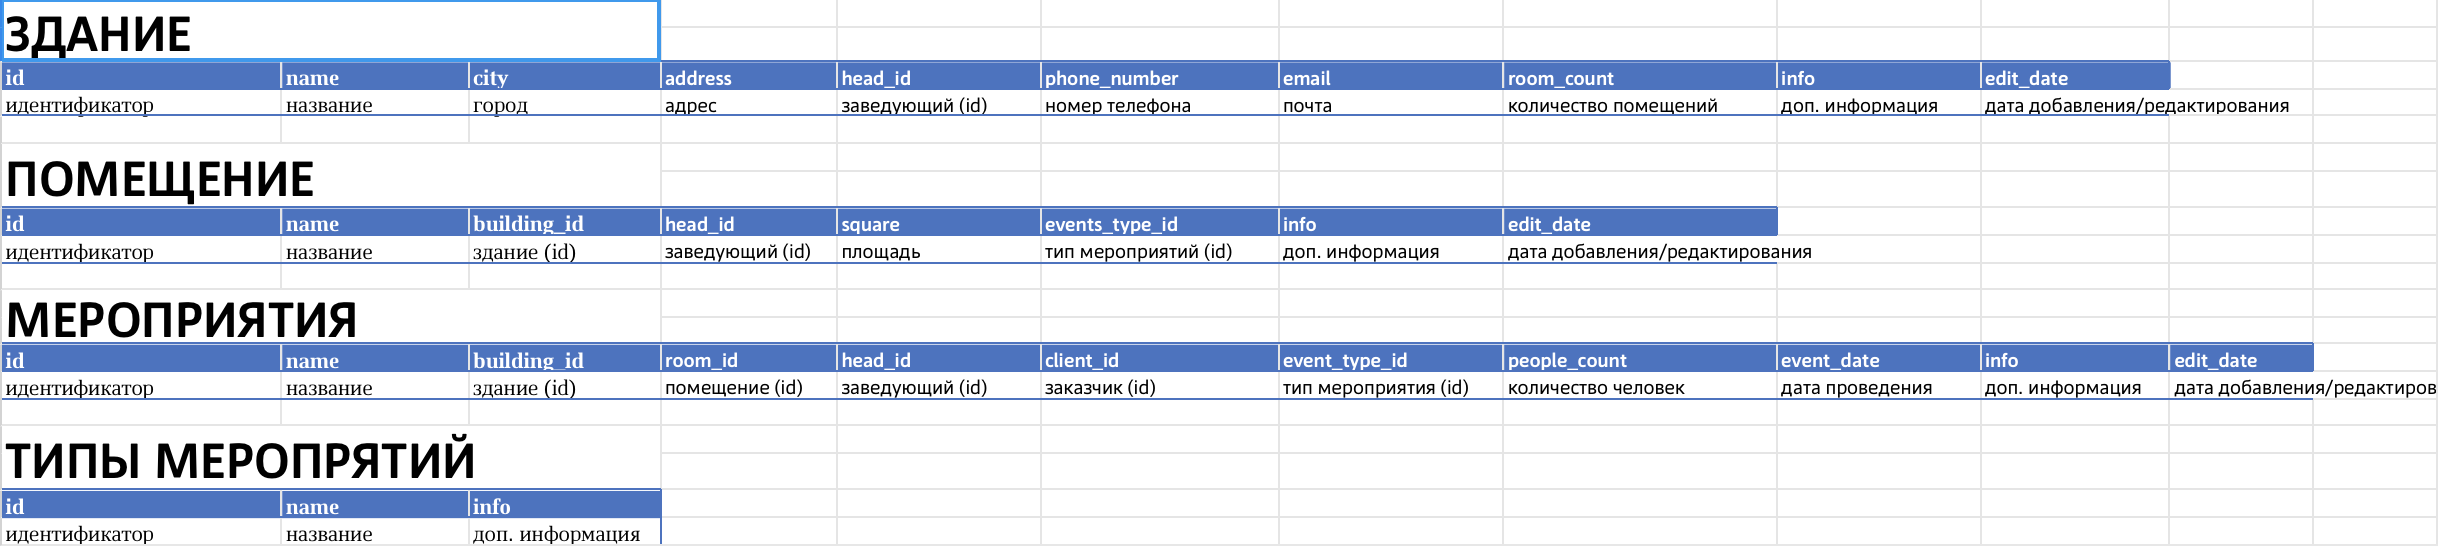 ЗДАНИЕ
id name city address head_id phone_number email room_count info edit_date
идентификатор название город адрес заведующий (id) номер телефона почта количество помещений доп. информация дата добавления/редактирования
ПОМЕЩЕНИЕ
id name building_id head_id square events_type_id info edit_date
идентификатор название здание (id) заведующий (id) площадь тип мероприятий (id) доп. информация дата добавления/редактирования
МЕРОПРИЯТИЯ
id name building_id room_id head_id client_id event_type_id people_count event_date info edit_date
идентификатор название здание (id) помещение (id) заведующий (id) заказчик (id) тип мероприятия (id) количество человек дата проведения доп. информация дата добавления/редактиров
ТИПЫ МЕРОПРЯТИЙ
id name info
идентификатор название доп. информация